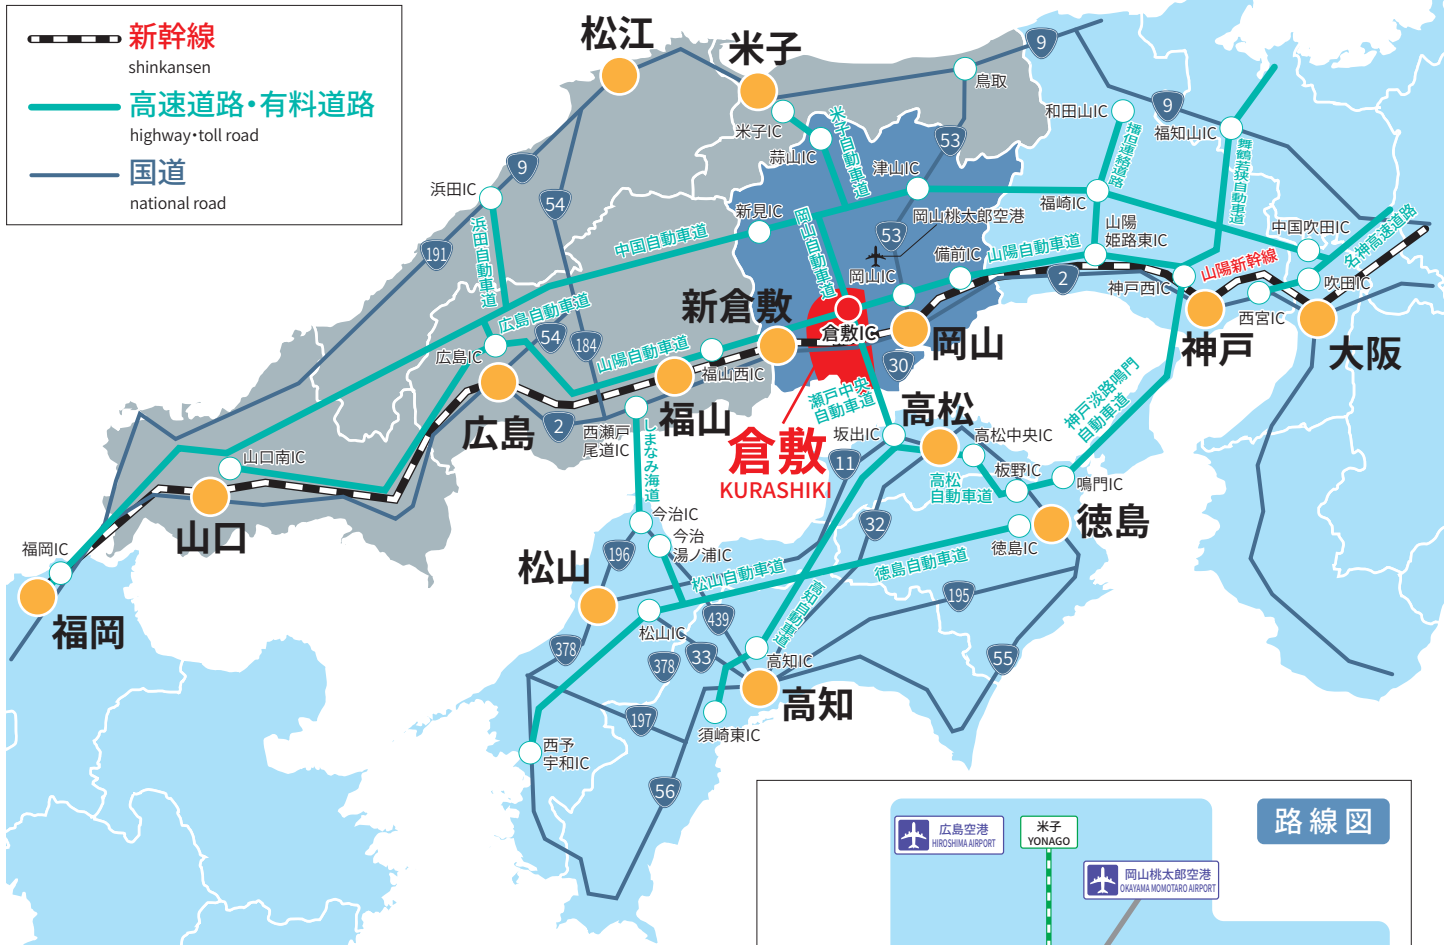 新幹線
shinkansen
高速道路・有料道路
highway・toll road
国道
national road
松江
米子
9
鳥取
米子IC
米子自動車道
蒜山IC
53
和田山IC
播但連絡道路
9
福知山IC
舞鶴若狭自動車道
9
浜田IC
54
浜田自動車道
191
中国自動車道
新見IC
津山IC
岡山自動車道
53
岡山桃太郎空港
岡山IC
備前IC
山陽自動車道
福崎IC
山陽
姫路東IC
中国吹田IC
名神高速道路
山陽新幹線
2
神戸西IC
吹田IC
西宮IC
神戸
大阪
広島自動車道
54
184
広島IC
山陽自動車道
新倉敷
福山西IC
倉敷IC
岡山
30
広島
2
福山
西瀬戸
尾道IC
瀬戸中央
自動車道
倉敷
KURASHIKI
高松
坂出IC
高松中央IC
神戸淡路鳴門
自動車道
しまなみ海道
11
高松
自動車道
板野IC
鳴門IC
山口南IC
山口
福岡IC
福岡
今治IC
今治
湯ノ浦IC
196
松山
32
徳島
徳島IC
松山自動車道
徳島自動車道
195
高知自動車道
439
松山IC
378
378
33
高知IC
55
高知
197
須崎東IC
西予
宇和IC
56
路線図
広島空港
HIROSHIMA AIRPORT
米子
YONAGO
岡山桃太郎空港
OKAYAMA MOMOTARO AIRPORT